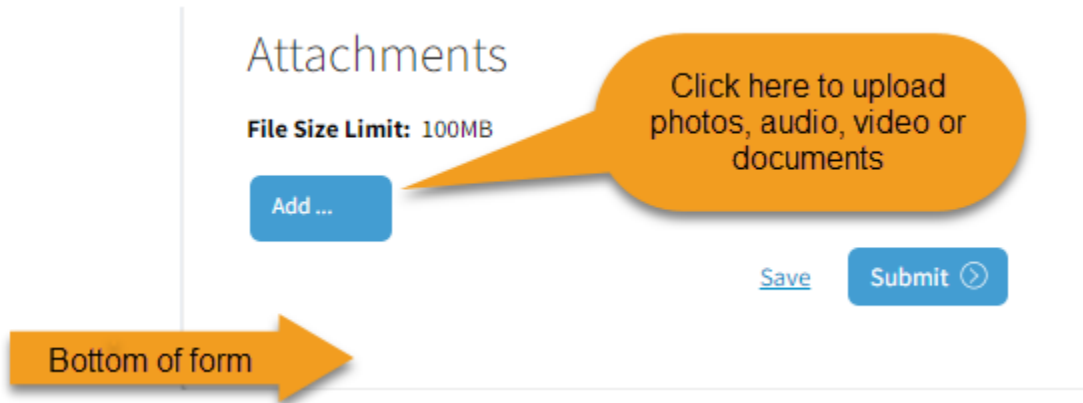 Attachments
Click here to upload
photos, audio, video or
documents
File Size Limit: 100MB
Add ...
Save
Submit
Bottom of form